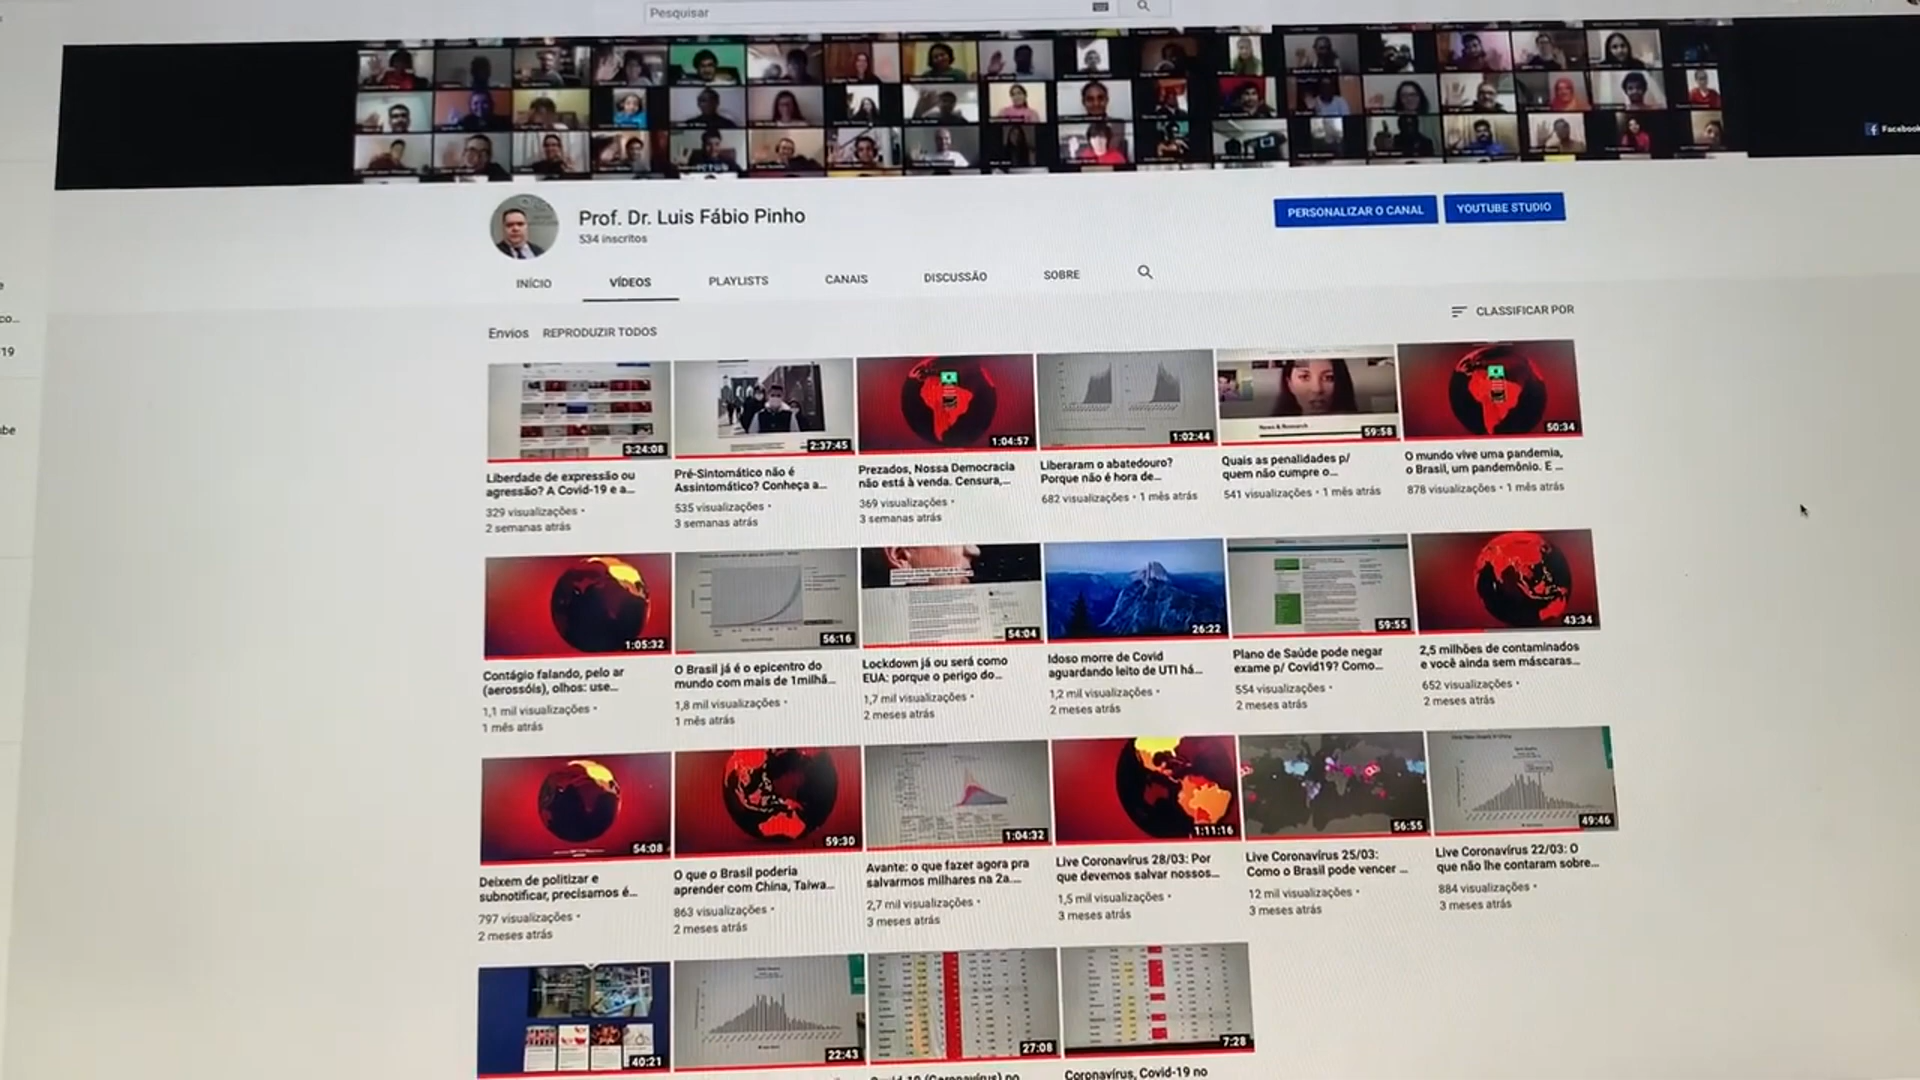 Pesquisar
Facebook
Prof. Dr. Luis Fábio Pinho
534 inscritos
PERSONALIZAR O CANAL
YOUTUBE STUDIO
INÍCIO
VÍDEOS
PLAYLISTS
CANAIS
DISCUSSÃO
SOBRE
Envios
REPRODUZIR TODOS
CLASSIFICAR POR
3:24:08
Liberdade de expressão ou
agressão? A Covid-19 e a...
329 visualizações •
2 semanas atrás
2:37:45
Pré-Sintomático não é
Assintomático? Conheça a...
535 visualizações •
3 semanas atrás
1:04:57
Prezados, Nossa Democracia
não está à venda. Censura,...
369 visualizações •
3 semanas atrás
1:02:44
Liberaram o abatedouro?
Porque não é hora de...
682 visualizações • 1 mês atrás
News & Research
59:58
Quais as penalidades p/
quem não cumpre o...
541 visualizações • 1 mês atrás
50:34
O mundo vive uma pandemia,
o Brasil, um pandemônio. E ...
878 visualizações • 1 mês atrás
1:05:32
Contágio falando, pelo ar
(aerossóis), olhos: use...
1,1 mil visualizações •
1 mês atrás
56:16
O Brasil já é o epicentro do
mundo com mais de 1milhã...
1,8 mil visualizações •
1 mês atrás
54:04
Lockdown já ou será como
EUA: porque o perigo do...
1,7 mil visualizações •
2 meses atrás
26:22
Idoso morre de Covid
aguardando leito de UTI há...
1,2 mil visualizações •
2 meses atrás
59:55
Plano de Saúde pode negar
exame p/ Covid19? Como...
554 visualizações •
2 meses atrás
43:34
2,5 milhões de contaminados
e você ainda sem máscaras...
652 visualizações •
2 meses atrás
54:08
Deixem de politizar e
subnotificar, precisamos é...
797 visualizações •
2 meses atrás
59:30
O que o Brasil poderia
aprender com China, Taiwa...
863 visualizações •
2 meses atrás
1:04:32
Avante: o que fazer agora pra
salvarmos milhares na 2a....
2,7 mil visualizações •
3 meses atrás
1:11:16
Live Coronavírus 28/03: Por
que devemos salvar nossos...
1,5 mil visualizações •
3 meses atrás
56:55
Live Coronavírus 25/03:
Como o Brasil pode vencer ...
12 mil visualizações •
3 meses atrás
49:46
Live Coronavírus 22/03: O
que não lhe contaram sobre...
884 visualizações •
3 meses atrás
40:21
22:43
27:08
Covid-19 (Coronavírus) no
7:28
Coronavírus, Covid-19 no